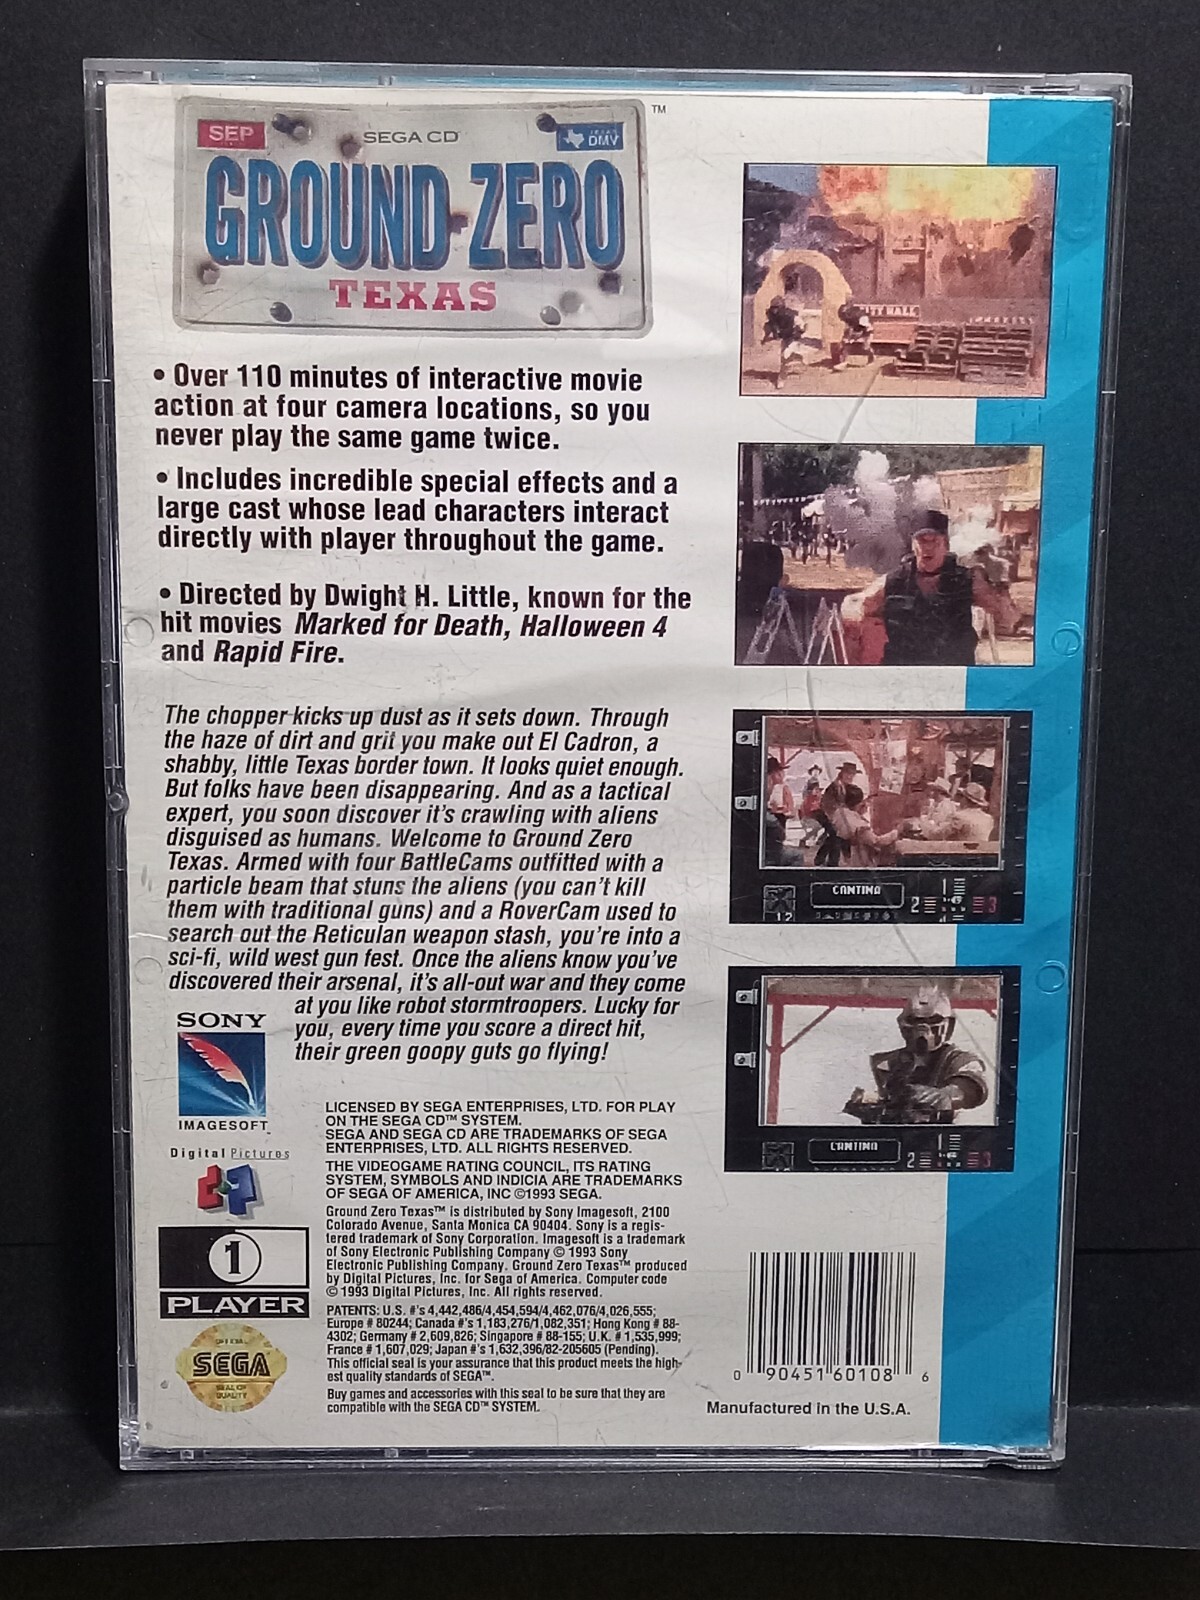 SEP
SEGA CD
TEXAS
DMV
TM
GROUND ZERO
TEXAS
• Over 110 minutes of interactive movie
action at four camera locations, so you
never play the same game twice.
• Includes incredible special effects and a
large cast whose lead characters interact
directly with player throughout the game.
• Directed by Dwight H. Little, known for the
hit movies Marked for Death, Halloween 4
and Rapid Fire.
The chopper kicks up dust as it sets down. Through
the haze of dirt and grit you make out El Cadron, a
shabby, little Texas border town. It looks quiet enough.
But folks have been disappearing. And as a tactical
expert, you soon discover it's crawling with aliens
disguised as humans. Welcome to Ground Zero
Texas. Armed with four BattleCams outfitted with a
particle beam that stuns the aliens (you can't kill
them with traditional guns) and a RoverCam used to
search out the Reticulan weapon stash, you're into a
sci-fi, wild west gun fest. Once the aliens know you've
discovered their arsenal, it's all-out war and they come
at you like robot stormtroopers. Lucky for
you, every time you score a direct hit,
their green goopy guts go flying!
SONY
IMAGESOFT™
Digital Pictures
1
PLAYER
OFFICIAL
SEGA
SEAL OF
QUALITY
LICENSED BY SEGA ENTERPRISES, LTD. FOR PLAY
ON THE SEGA CD™ SYSTEM.
SEGA AND SEGA CD ARE TRADEMARKS OF SEGA
ENTERPRISES, LTD. ALL RIGHTS RESERVED.
THE VIDEOGAME RATING COUNCIL, ITS RATING
SYSTEM, SYMBOLS AND INDICIA ARE TRADEMARKS
OF SEGA OF AMERICA, INC ©1993 SEGA.
Ground Zero Texas™ is distributed by Sony Imagesoft, 2100
Colorado Avenue, Santa Monica CA 90404. Sony is a regis-
tered trademark of Sony Corporation. Imagesoft is a trademark
of Sony Electronic Publishing Company © 1993 Sony
Electronic Publishing Company. Ground Zero Texas™ produced
by Digital Pictures, Inc. for Sega of America. Computer code
© 1993 Digital Pictures, Inc. All rights reserved.
PATENTS: U.S. #'s 4,442,486/4,454,594/4,462,076/4,026,555;
Europe # 80244; Canada #'s 1,183,276/1,082,351; Hong Kong # 88-
4302; Germany # 2,609,826; Singapore # 88-155; U.K. # 1,535,999;
France # 1,607,029; Japan #'s 1,632,396/82-205605 (Pending).
This official seal is your assurance that this product meets the high-
est quality standards of SEGA™.
Buy games and accessories with this seal to be sure that they are
compatible with the SEGA CD™ SYSTEM.
CITY HALL
CANTINA
12
1
2
3
4
CANTINA
1
2
3
0 90451 60108 6
Manufactured in the U.S.A.